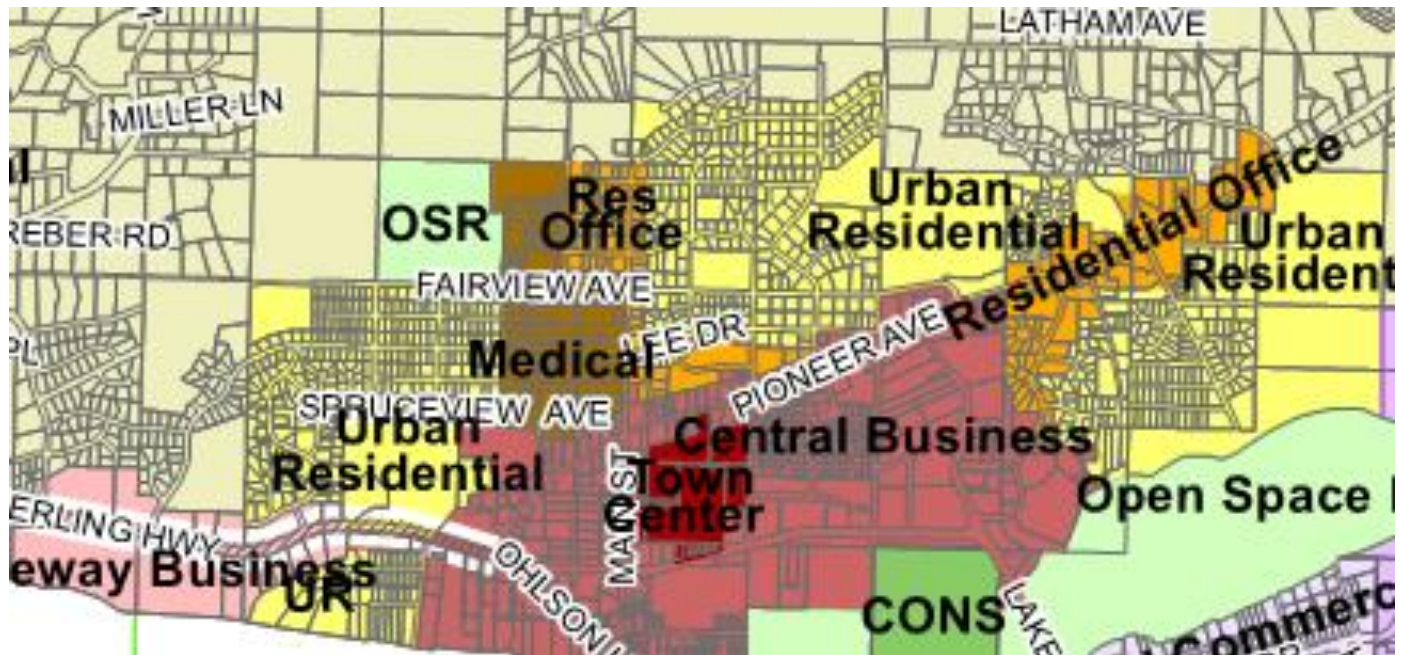 LATHAM AVE
MILLER LN
al
Res
Office
Urban
Residential
Residential Office
OSR
REBER RD
Urban
Resident
FAIRVIEW AVE
LEE DR
PIONEER AVE
PL
Medical
SPRUCEVIEW AVE
Urban
Residential
Central Business
MAIN ST
Town
Center
Open Space
ERLING HWY
eway Business
UR
OHLSON
CONS
LAKE
Commerc